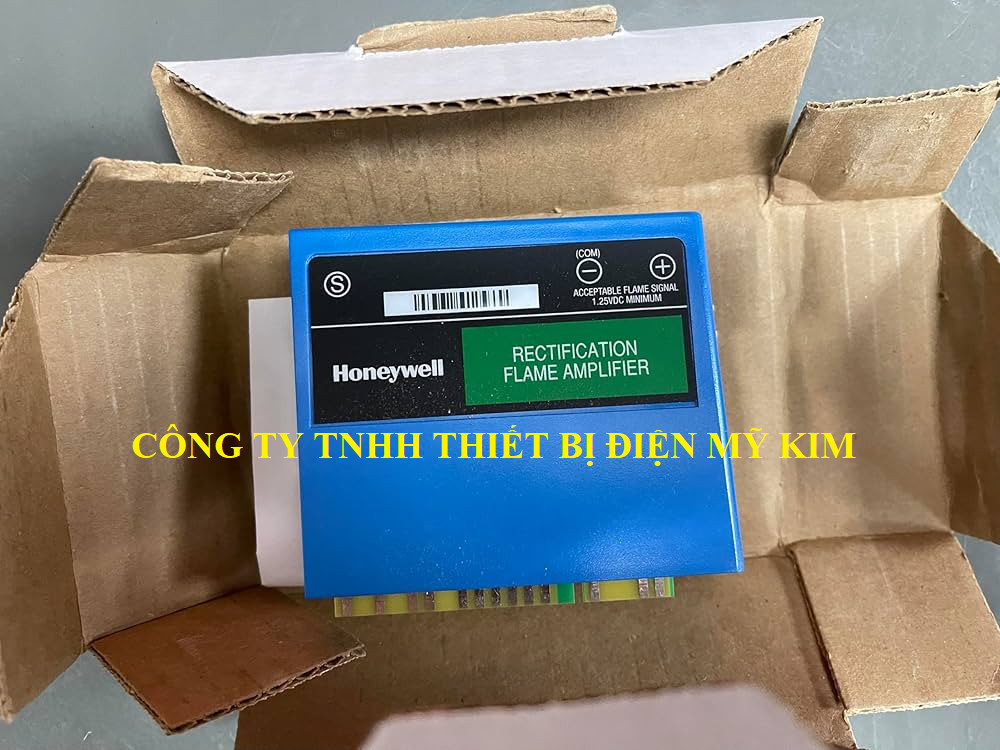 (COM)
S
− +
ACCEPTABLE FLAME SIGNAL
1.25VDC MINIMUM
Honeywell
RECTIFICATION
FLAME AMPLIFIER
CÔNG TY TNHH THIẾT BỊ ĐIỆN MỸ KIM